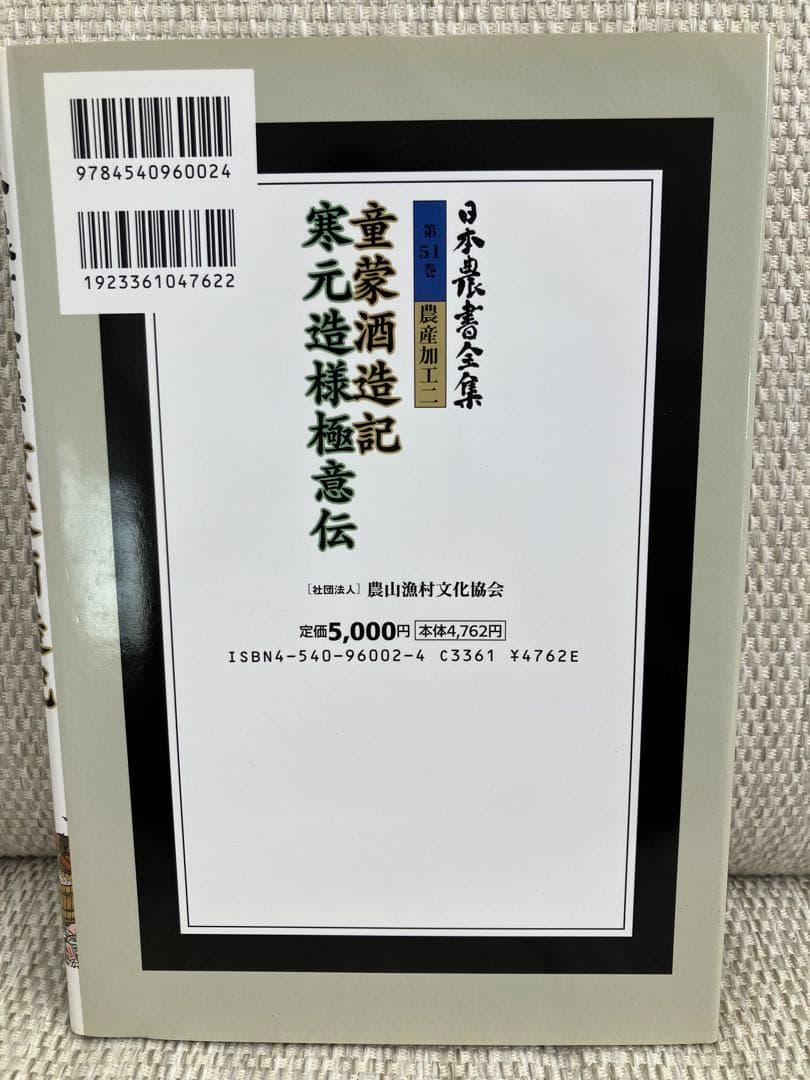 9784540960024
1923361047622
日本農書全集
第51巻
農産加工二
童蒙酒造記
寒元造様極意伝
[社団法人] 農山漁村文化協会
定価5,000円 本体4,762円
ISBN4-540-96002-4 C3361 ¥4762E